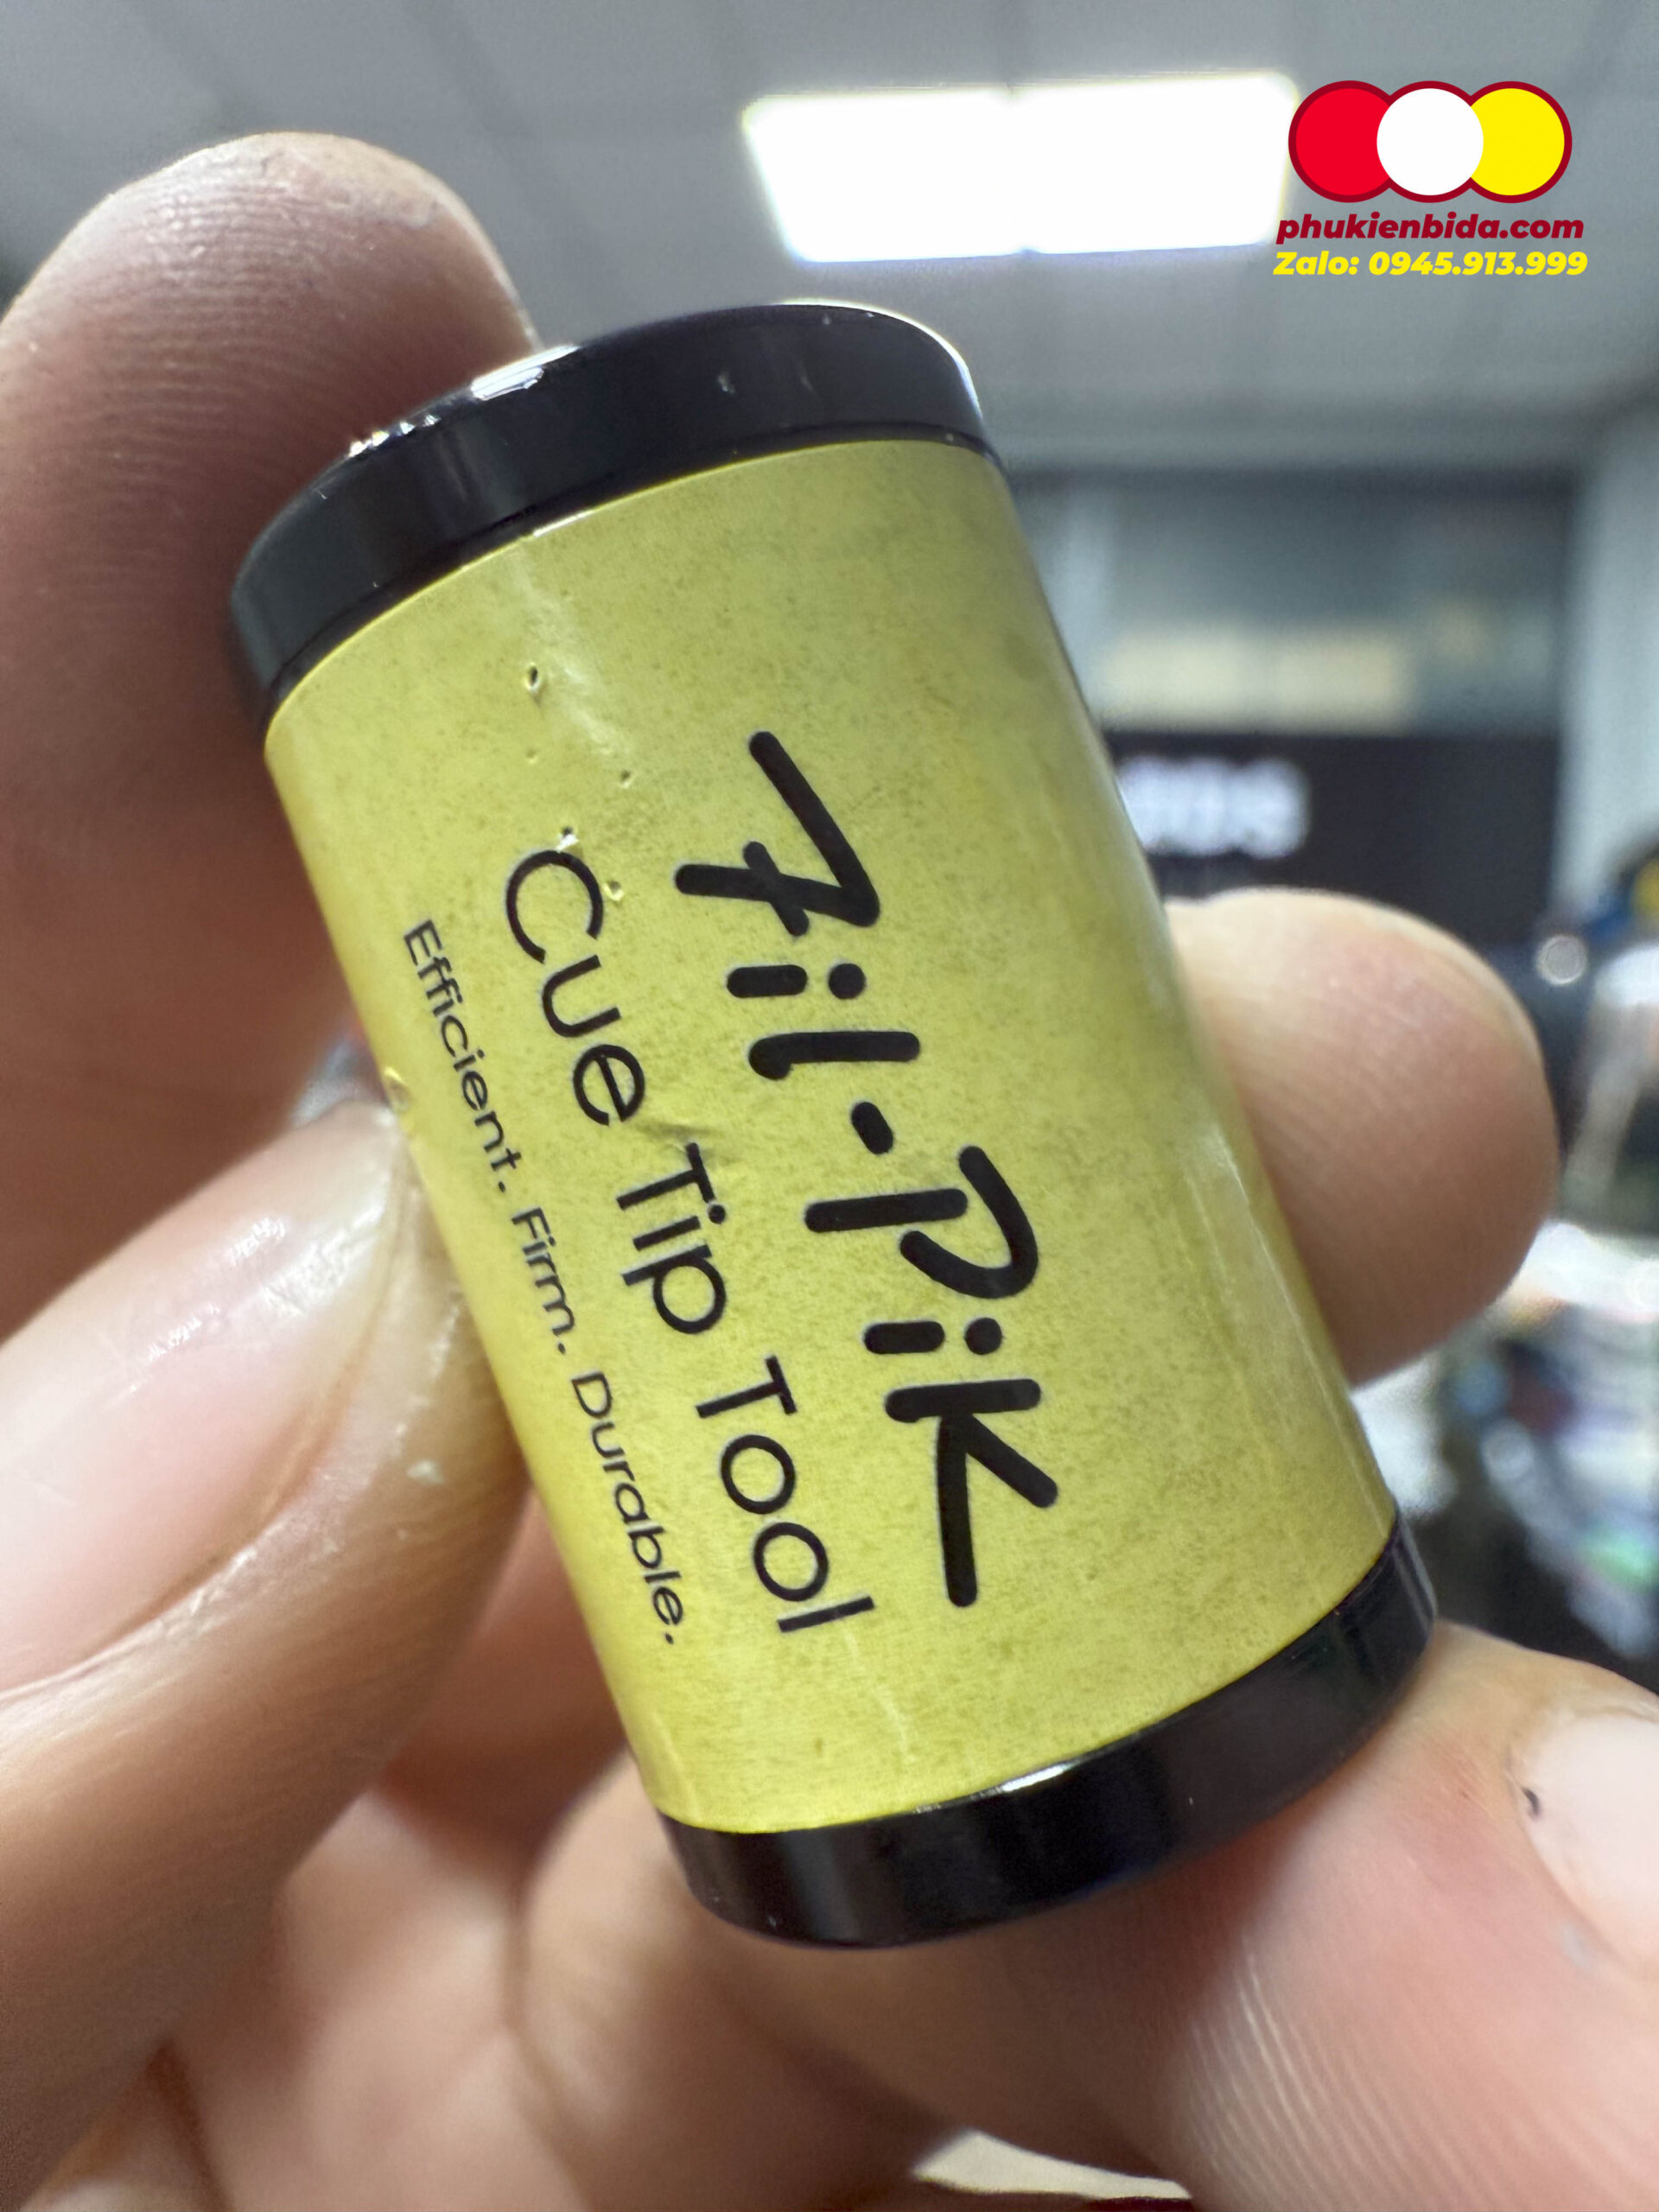 phukienbida.com
Zalo: 0945.913.999
Fil-Pik
Cue Tip Tool
Efficient. Firm. Durable.